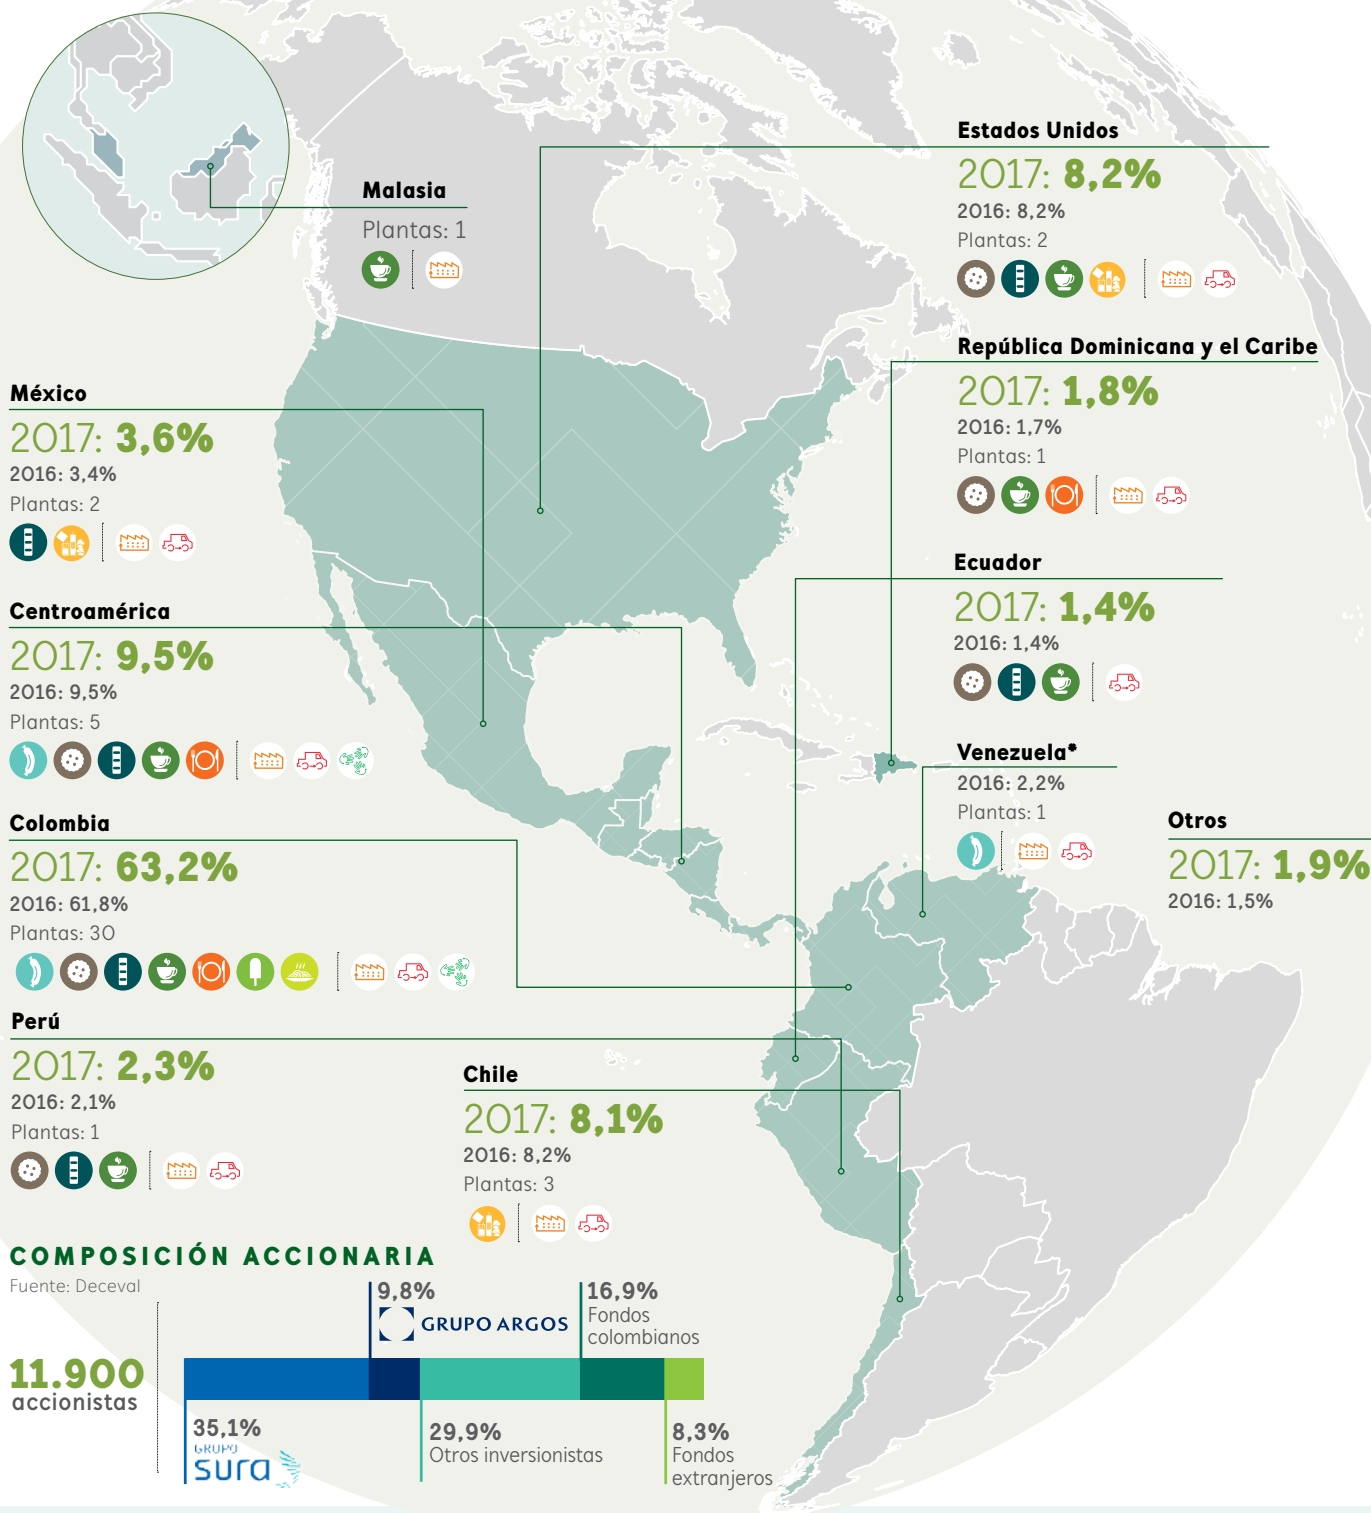 Malasia
Plantas: 1
Estados Unidos
2017: 8,2%
2016: 8,2%
Plantas: 2
República Dominicana y el Caribe
2017: 1,8%
2016: 1,7%
Plantas: 1
México
2017: 3,6%
2016: 3,4%
Plantas: 2
Ecuador
2017: 1,4%
2016: 1,4%
Centroamérica
2017: 9,5%
2016: 9,5%
Plantas: 5
Venezuela*
2016: 2,2%
Plantas: 1
Otros
2017: 1,9%
2016: 1,5%
Colombia
2017: 63,2%
2016: 61,8%
Plantas: 30
Perú
2017: 2,3%
2016: 2,1%
Plantas: 1
Chile
2017: 8,1%
2016: 8,2%
Plantas: 3
COMPOSICIÓN ACCIONARIA
Fuente: Deceval
11.900
accionistas
9,8%
GRUPO ARGOS
16,9%
Fondos
colombianos
35,1%
GRUPO
sura
29,9%
Otros inversionistas
8,3%
Fondos
extranjeros